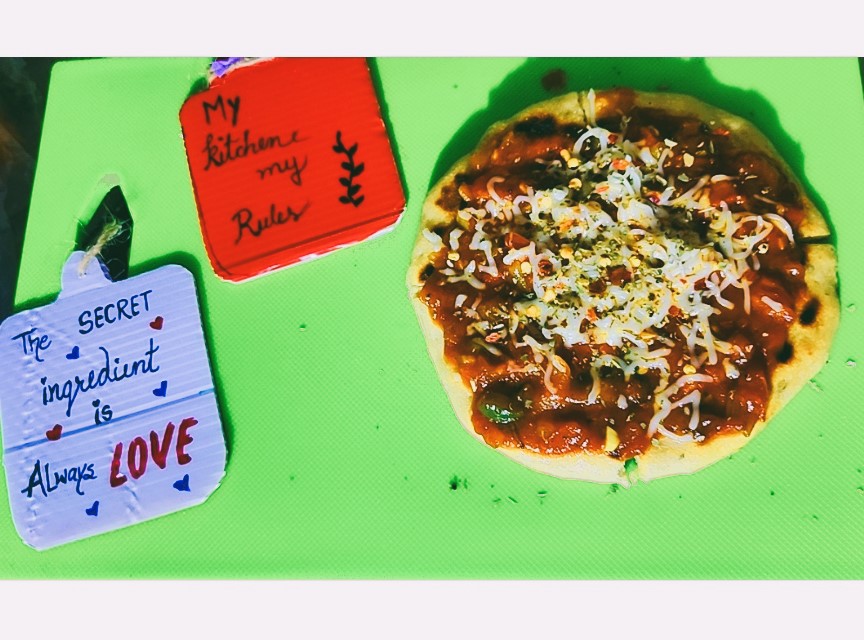 My
kitchen
my
Rules
The SECRET
ingredient
is
Always LOVE